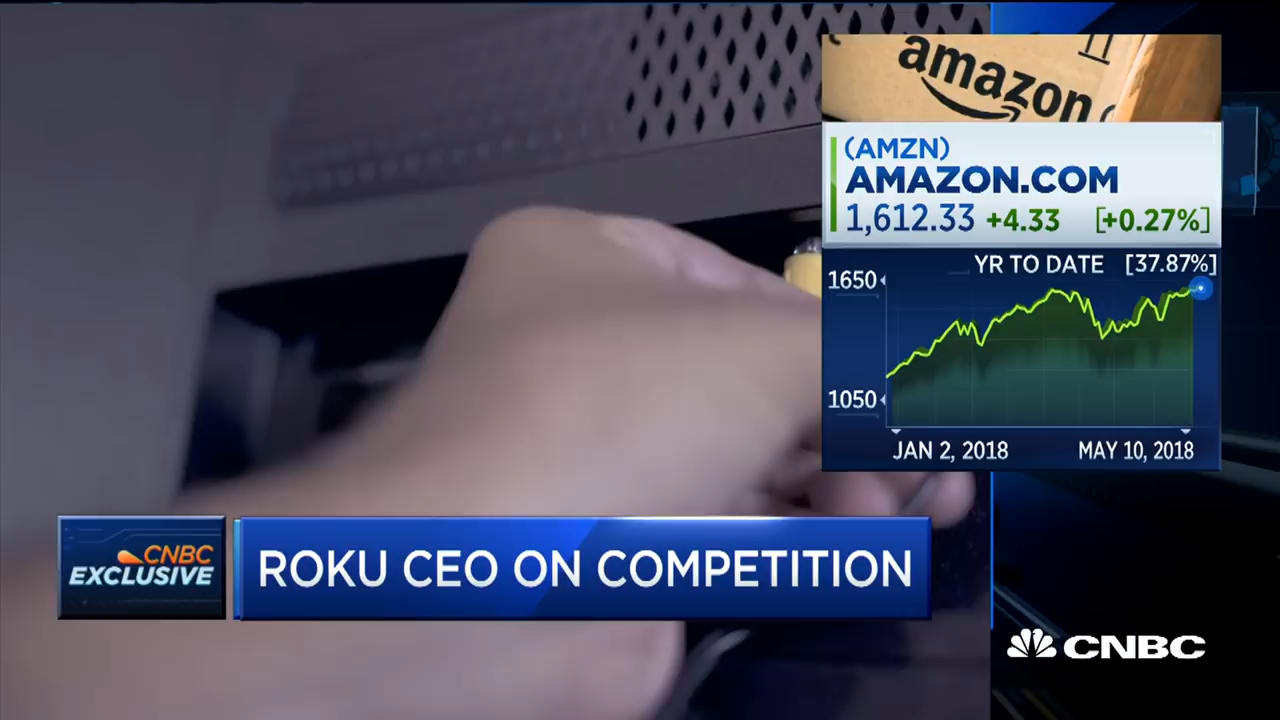 amazon
(AMZN)
AMAZON.COM
1,612.33 +4.33 [+0.27%]
YR TO DATE [37.87%]
1650
1050
JAN 2, 2018 MAY 10, 2018
CNBC
EXCLUSIVE
ROKU CEO ON COMPETITION
CNBC